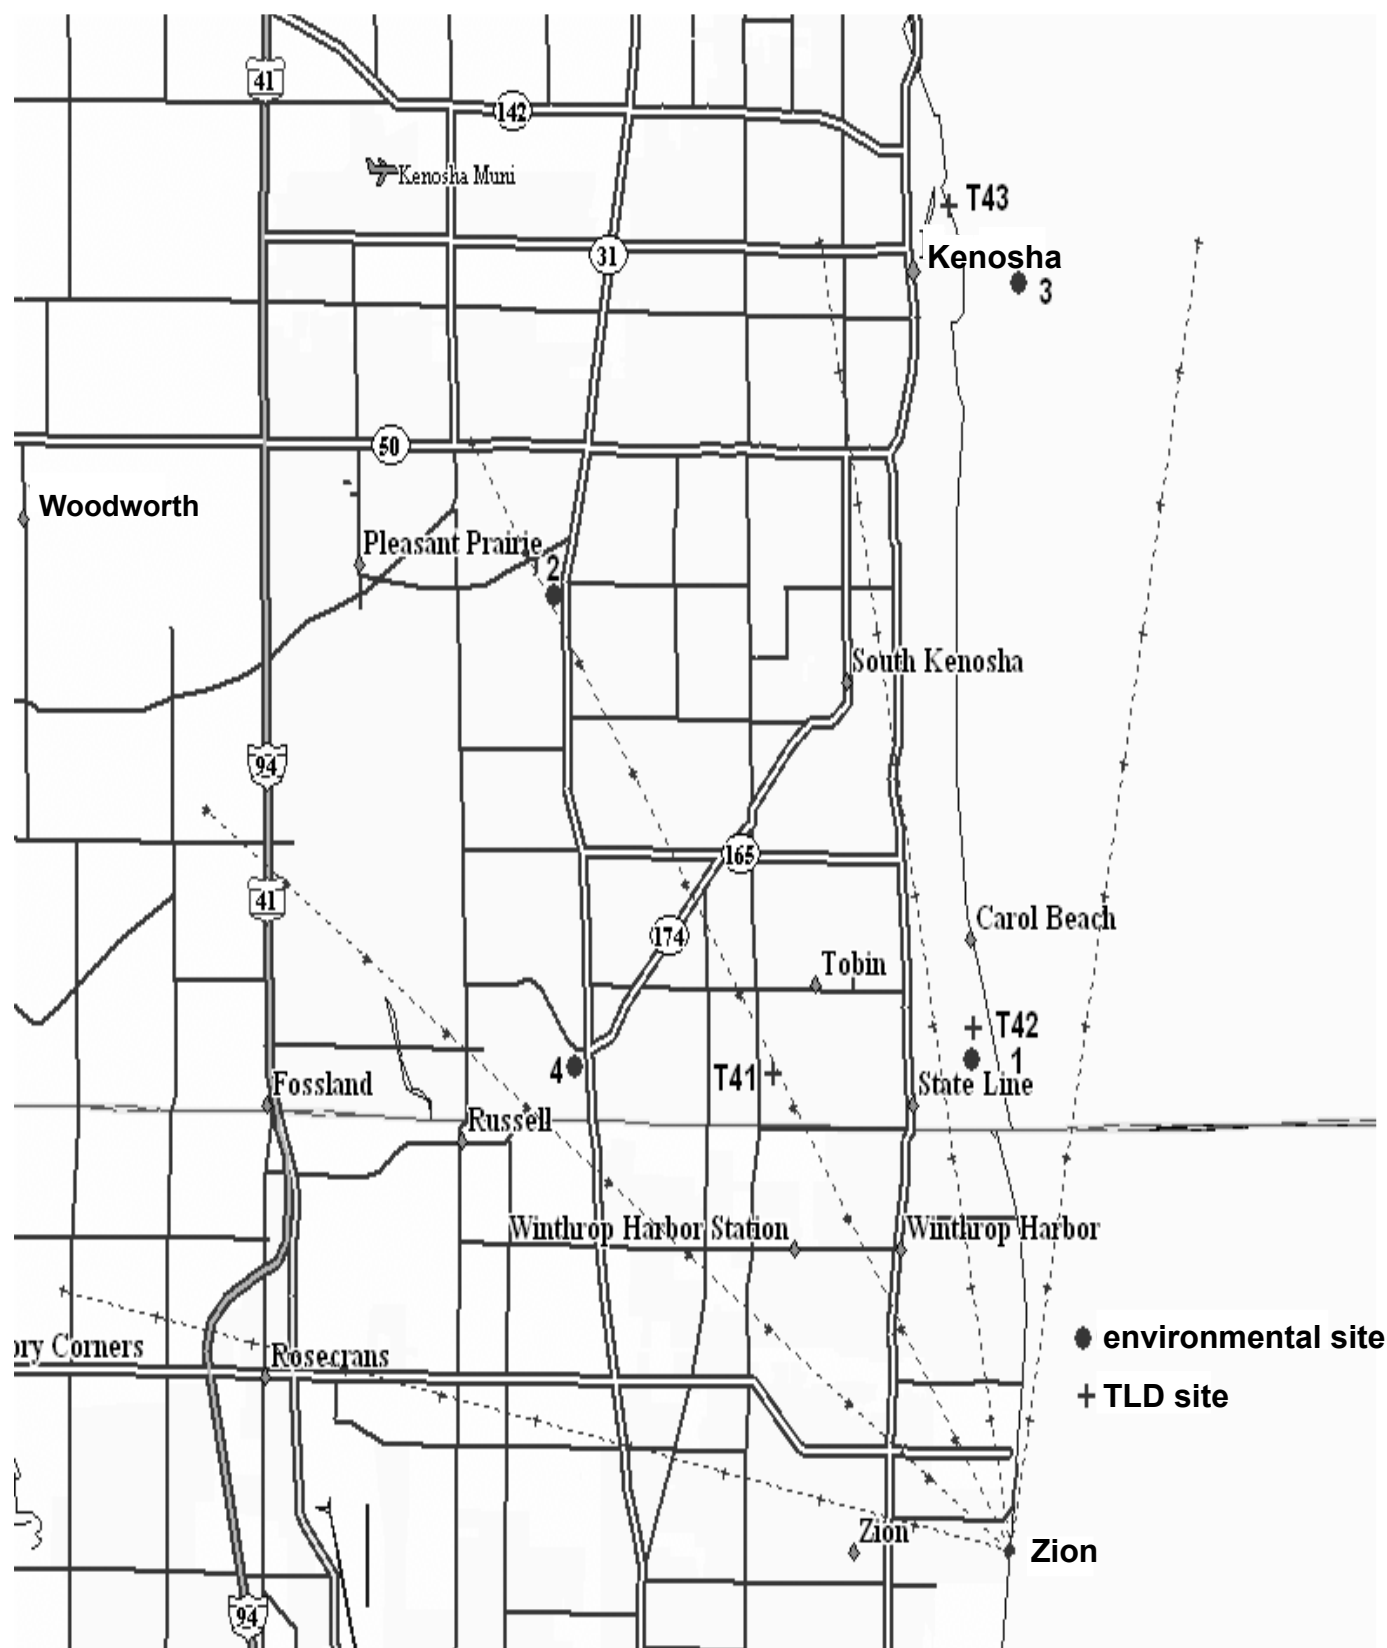 41
142
Kenosha Muni
T43
31
Kenosha
3
50
Woodworth
Pleasant Prairie
2
South Kenosha
94
165
41
Carol Beach
174
Tobin
T42
1
4
T41
Fossland
State Line
Russell
Winthrop Harbor Station
Winthrop Harbor
environmental site
ory Corners
Rosecrans
TLD site
Zion
Zion
94